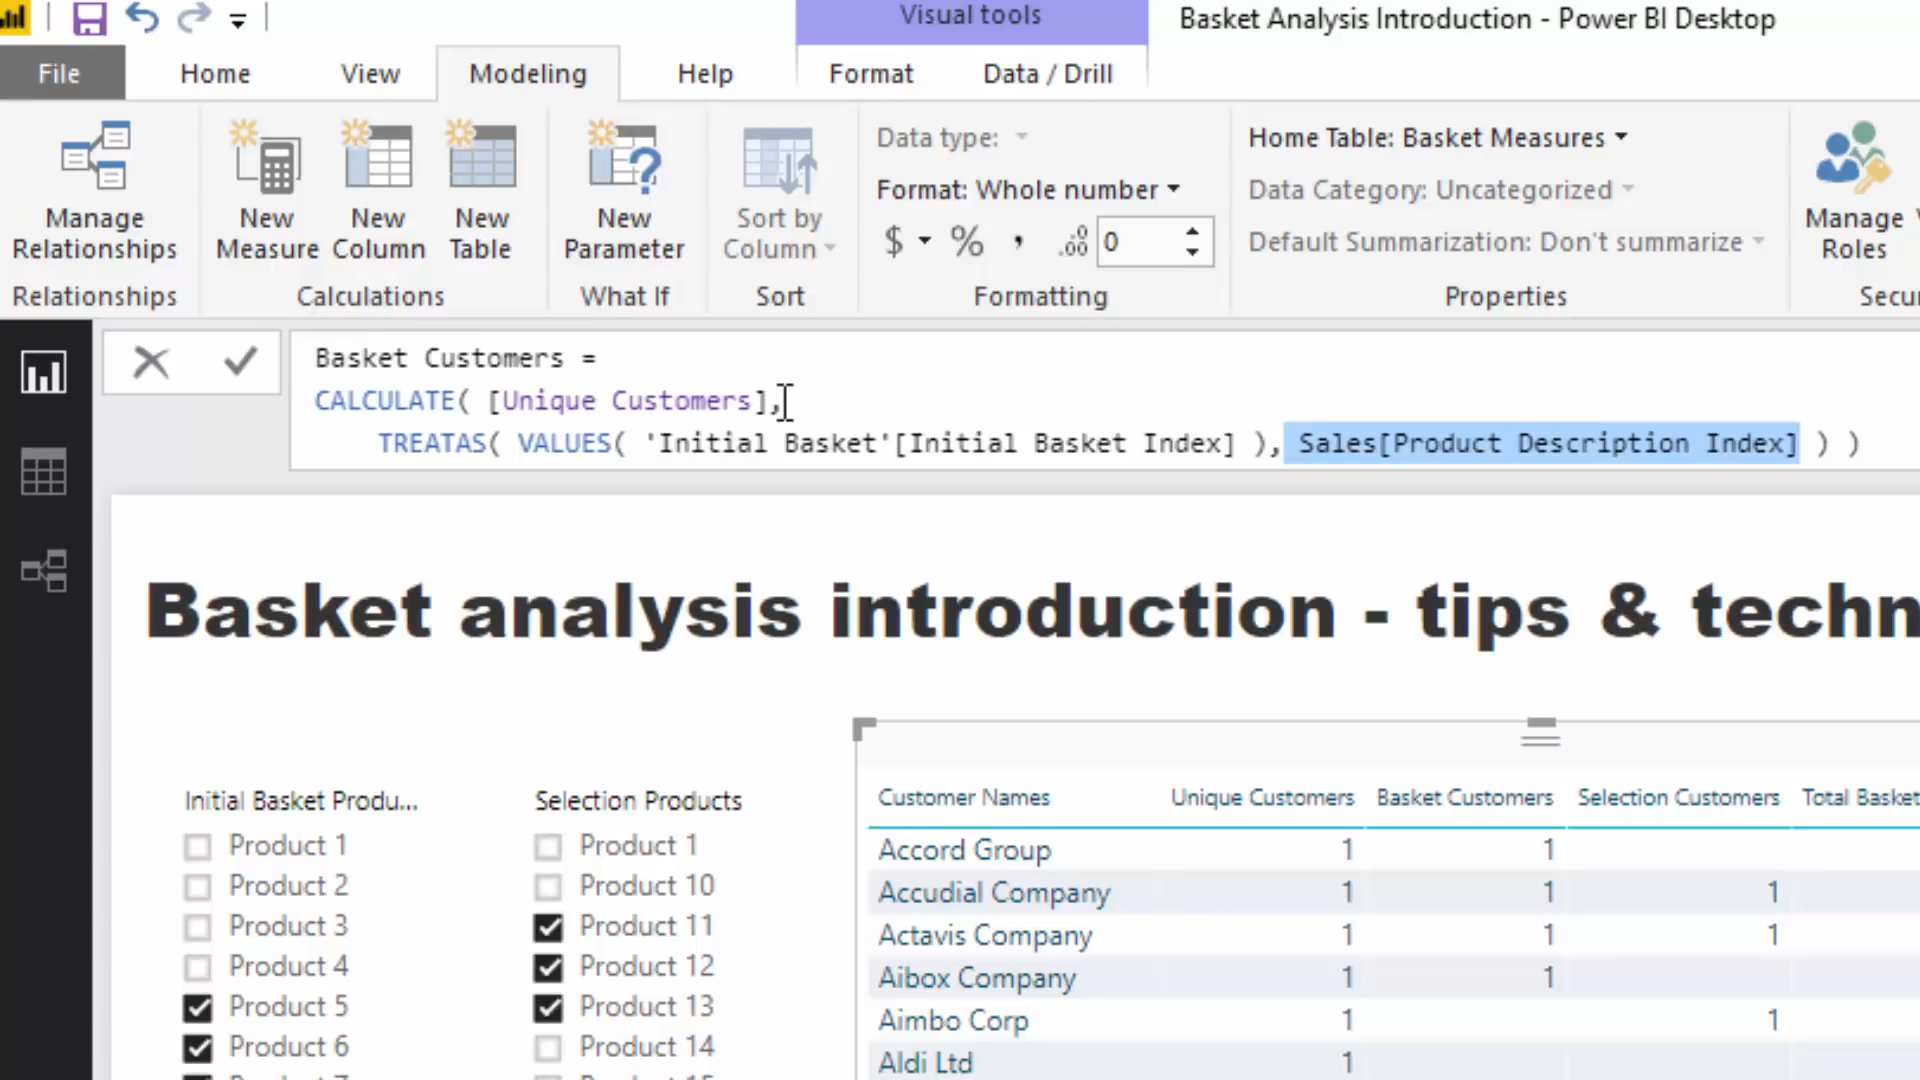 Visual tools
Basket Analysis Introduction - Power BI Desktop
File
Home
View
Modeling
Help
Format
Data / Drill
Manage
Relationships
New
Measure
New
Column
New
Table
New
Parameter
Sort by
Column
Data type:
Format: Whole number
$ % , .00 0
Home Table: Basket Measures
Data Category: Uncategorized
Default Summarization: Don't summarize
Manage
Roles
Relationships
Calculations
What If
Sort
Formatting
Properties
Secu
Basket Customers =
CALCULATE( [Unique Customers],
TREATAS( VALUES( 'Initial Basket'[Initial Basket Index] ), Sales[Product Description Index] ) )
Basket analysis introduction - tips & techn
Initial Basket Produ...
Product 1
Product 2
Product 3
Product 4
Product 5
Product 6
Selection Products
Product 1
Product 10
Product 11
Product 12
Product 13
Product 14
Customer Names Unique Customers Basket Customers Selection Customers Total Basket
Accord Group 1 1
Accudial Company 1 1 1
Actavis Company 1 1 1
Aibox Company 1 1
Aimbo Corp 1 1
Aldi Ltd 1